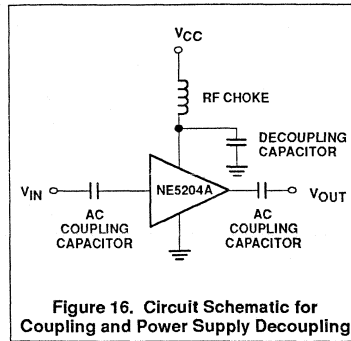 VCC
RF CHOKE
DECOUPLING
CAPACITOR
VIN
NE5204A
VOUT
AC
COUPLING
CAPACITOR
AC
COUPLING
CAPACITOR
Figure 16. Circuit Schematic for
Coupling and Power Supply Decoupling